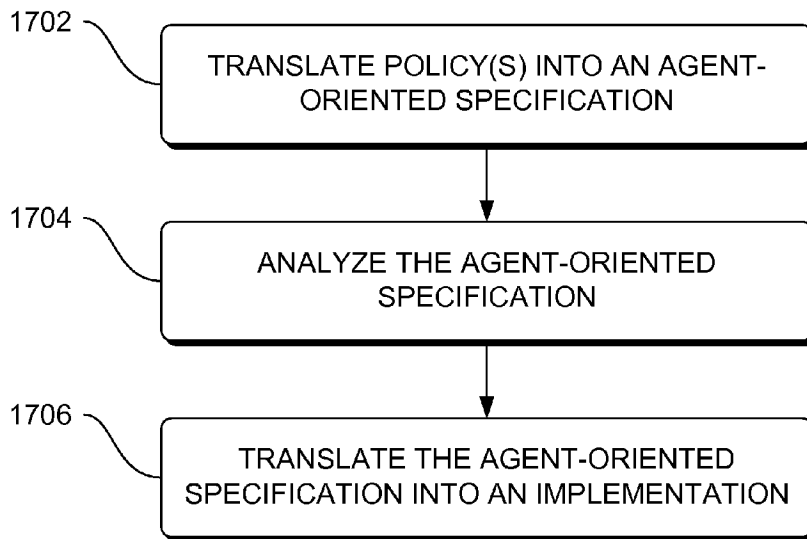 1702
TRANSLATE POLICY(S) INTO AN AGENT-
ORIENTED SPECIFICATION
1704
ANALYZE THE AGENT-ORIENTED
SPECIFICATION
1706
TRANSLATE THE AGENT-ORIENTED
SPECIFICATION INTO AN IMPLEMENTATION